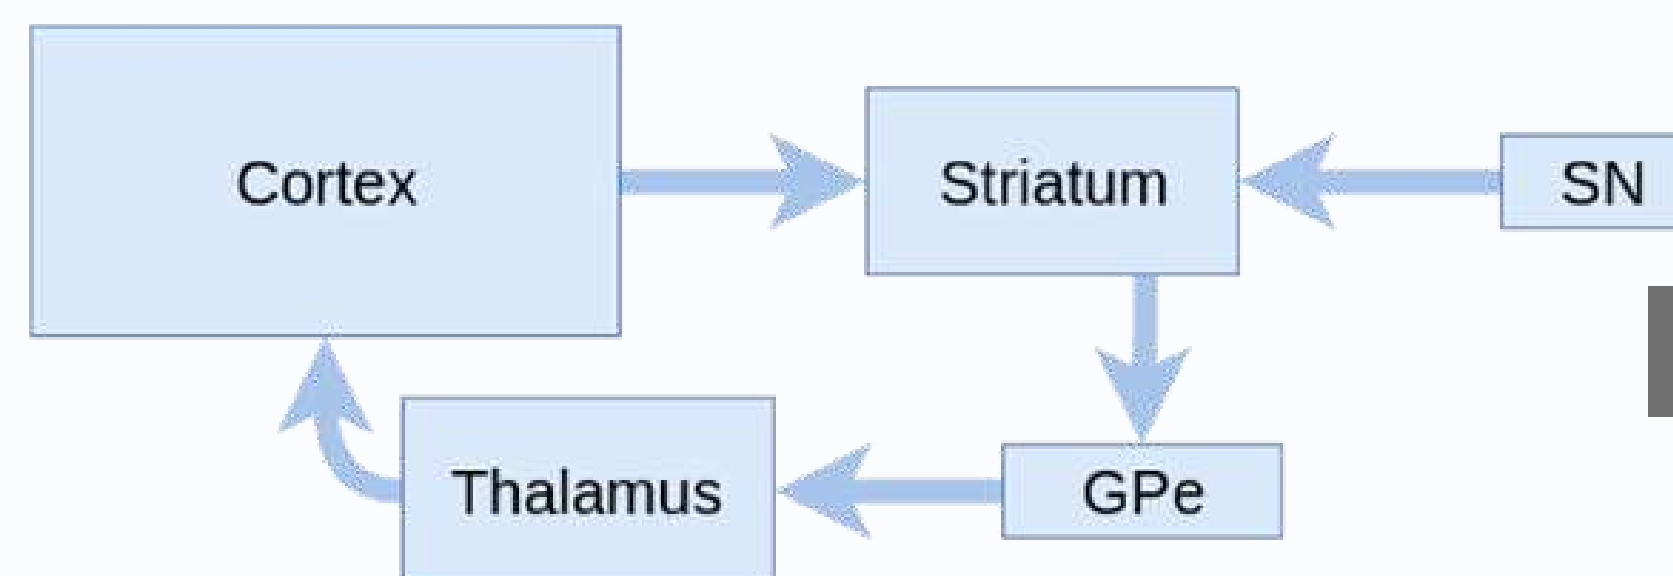 Cortex
Striatum
SN
Thalamus
GPe